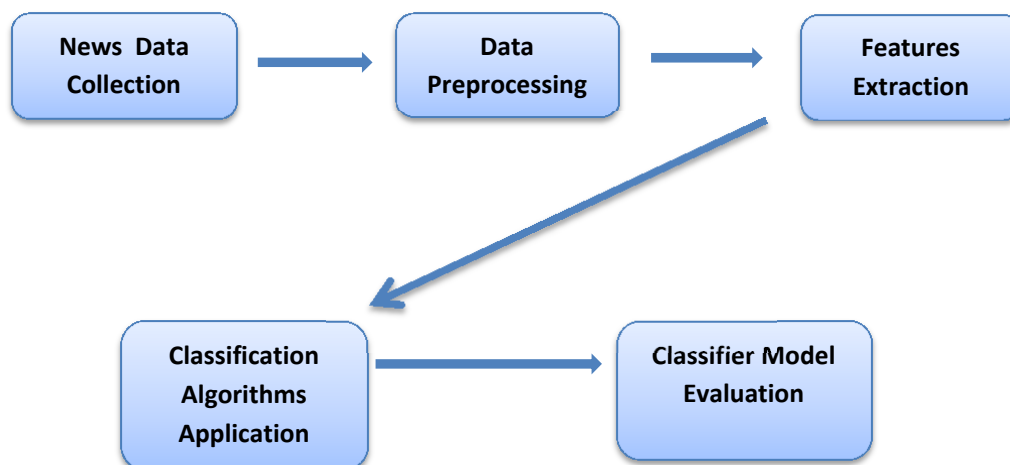 News Data
Collection
Data
Preprocessing
Features
Extraction
Classification
Algorithms
Application
Classifier Model
Evaluation